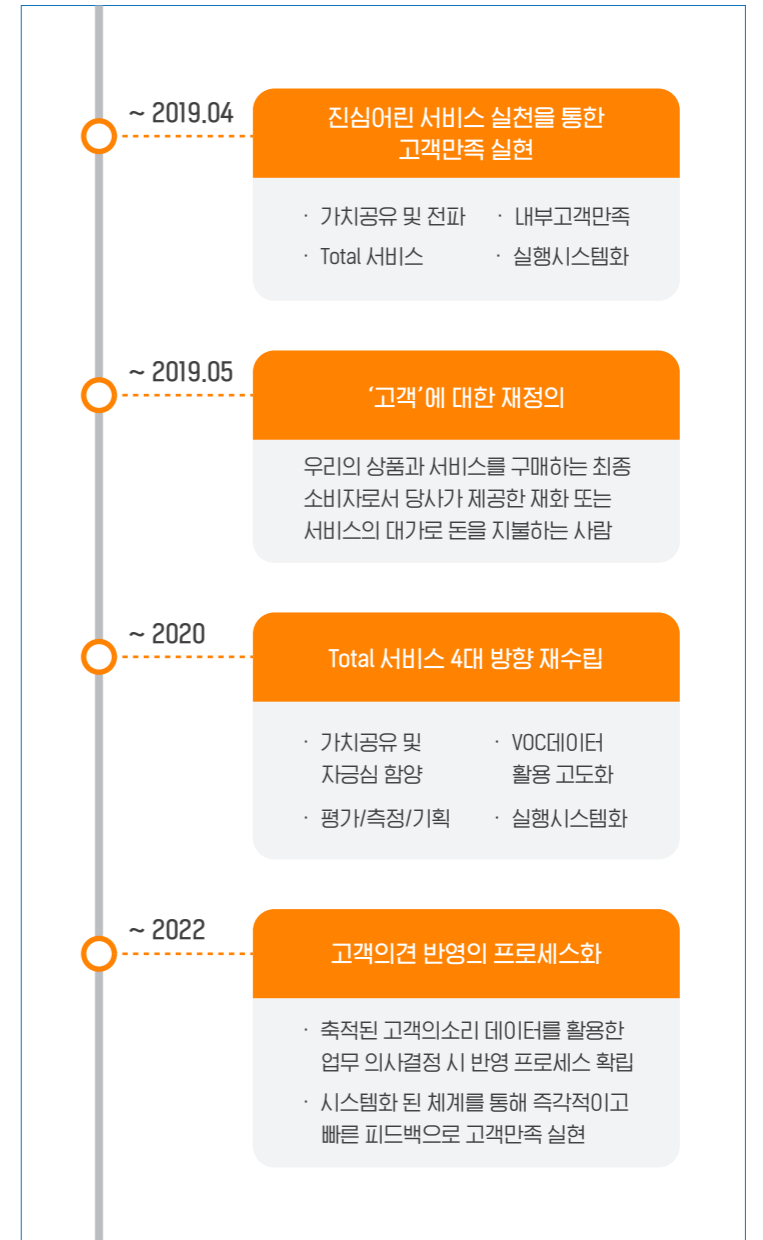 ~ 2019.04
진심어린 서비스 실천을 통한
고객만족 실현
· 가치공유 및 전파 · 내부고객만족
· Total 서비스 · 실행시스템화
~ 2019.05
‘고객’에 대한 재정의
우리의 상품과 서비스를 구매하는 최종
소비자로서 당사가 제공한 재화 또는
서비스의 대가로 돈을 지불하는 사람
~ 2020
Total 서비스 4대 방향 재수립
· 가치공유 및
자긍심 함양
· VOC데이터
활용 고도화
· 평가/측정/기획 · 실행시스템화
~ 2022
고객의견 반영의 프로세스화
· 축적된 고객의소리 데이터를 활용한
업무 의사결정 시 반영 프로세스 확립
· 시스템화 된 체계를 통해 즉각적이고
빠른 피드백으로 고객만족 실현